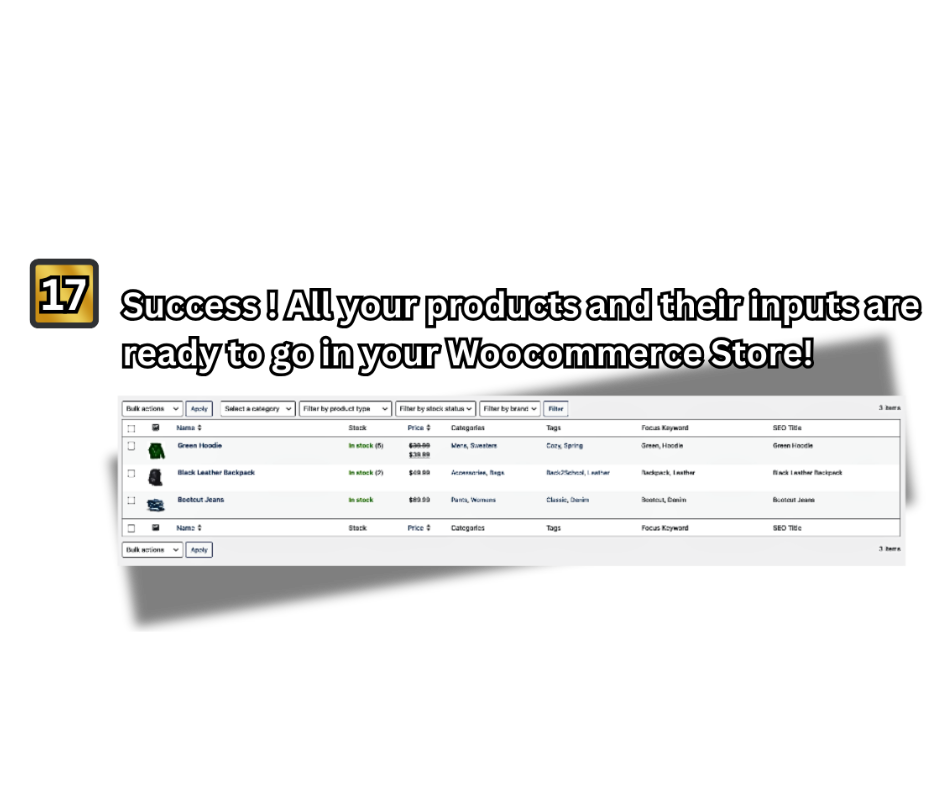 17
Success ! All your products and their inputs are
ready to go in your Woocommerce Store!
Bulk actions Apply Select a category Filter by product type Filter by stock status Filter by brand Filter 3 items
Name Stock Price Categories Tags Focus Keyword SEO Title
Green Hoodie In stock (5) Mens, Sweaters Cozy, Spring Green, Hoodie Green Hoodie
Black Leather Backpack In stock (2) $49.99 Accessories, Bags Back2School, Leather Backpack, Leather Black Leather Backpack
Bootcut Jeans In stock $89.99 Pants, Womens Classic, Denim Bootcut, Denim Bootcut Jeans
Name Stock Price Categories Tags Focus Keyword SEO Title
Bulk actions Apply 3 items